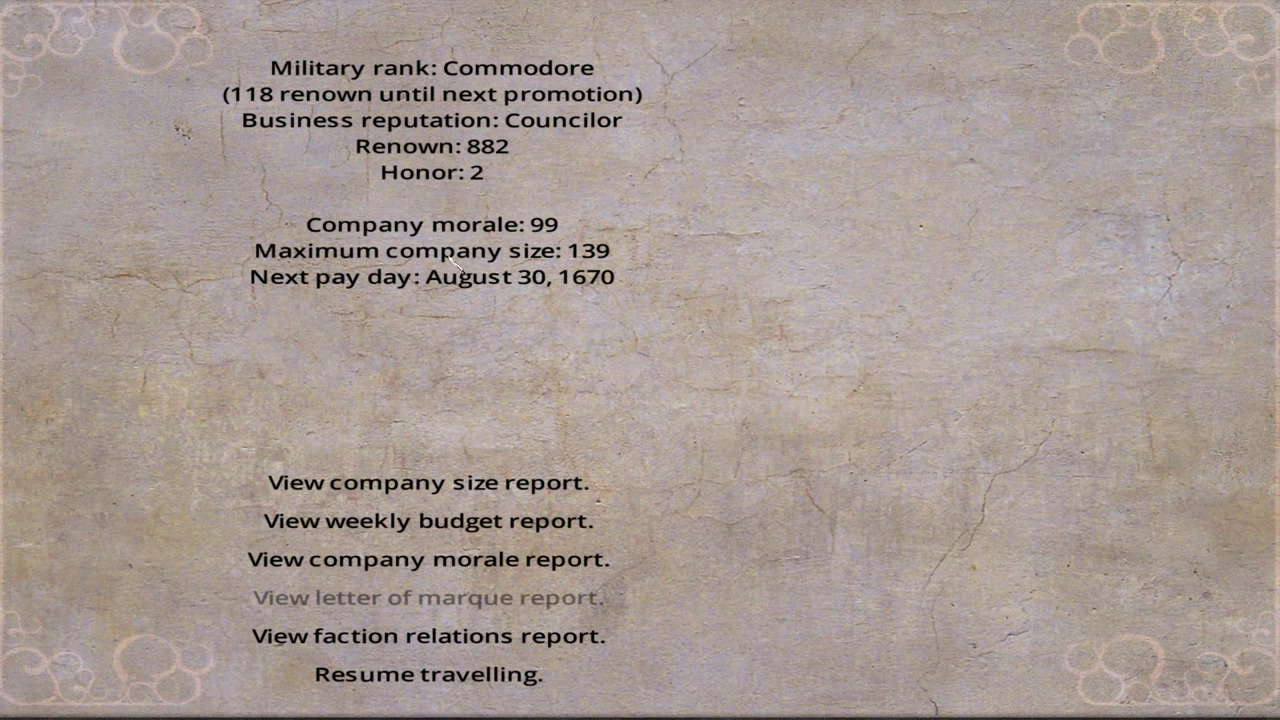 Military rank: Commodore
(118 renown until next promotion)
Business reputation: Councilor
Renown: 882
Honor: 2
Company morale: 99
Maximum company size: 139
Next pay day: August 30, 1670
View company size report.
View weekly budget report.
View company morale report.
View letter of marque report.
View faction relations report.
Resume travelling.